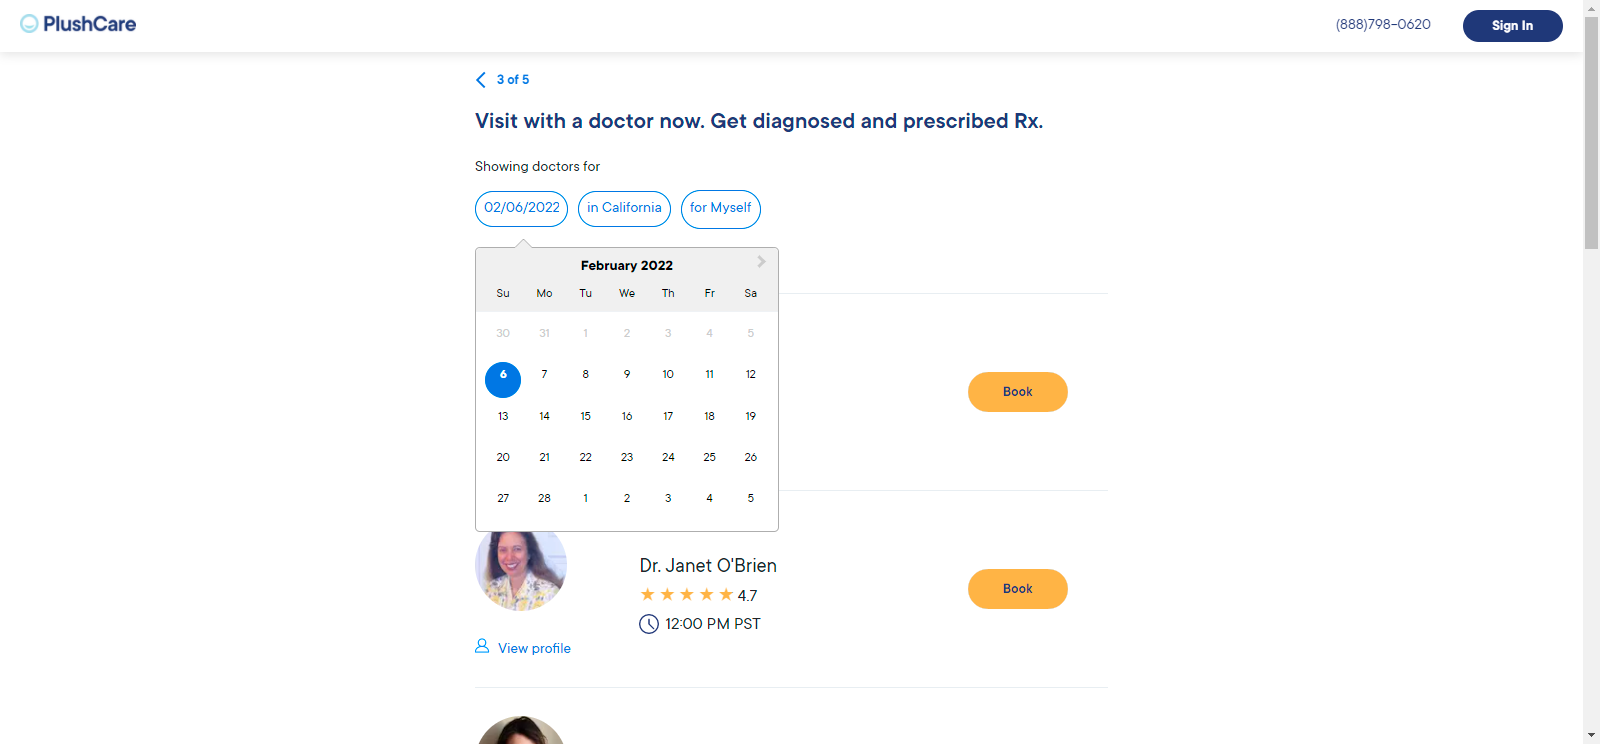 PlushCare
(888)798-0620
Sign In
3 of 5
Visit with a doctor now. Get diagnosed and prescribed Rx.
Showing doctors for
02/06/2022 in California for Myself
February 2022
Su Mo Tu We Th Fr Sa
30 31 1 2 3 4 5
6 7 8 9 10 11 12
Book
13 14 15 16 17 18 19
20 21 22 23 24 25 26
27 28 1 2 3 4 5
Dr. Janet O'Brien
4.7
Book
12:00 PM PST
View profile